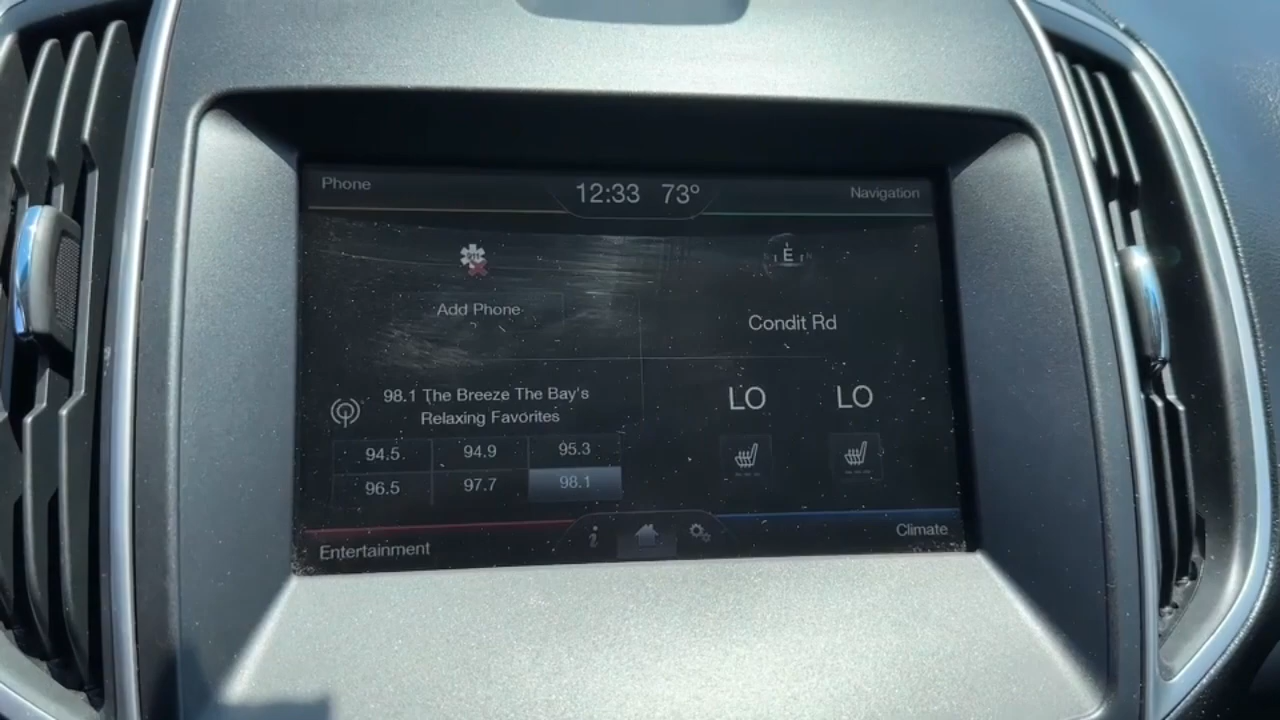 Phone
12:33 73°
Navigation
E
Add Phone
Condit Rd
98.1 The Breeze The Bay's
Relaxing Favorites
LO LO
94.5 94.9 95.3
96.5 97.7 98.1
Entertainment
i
Climate